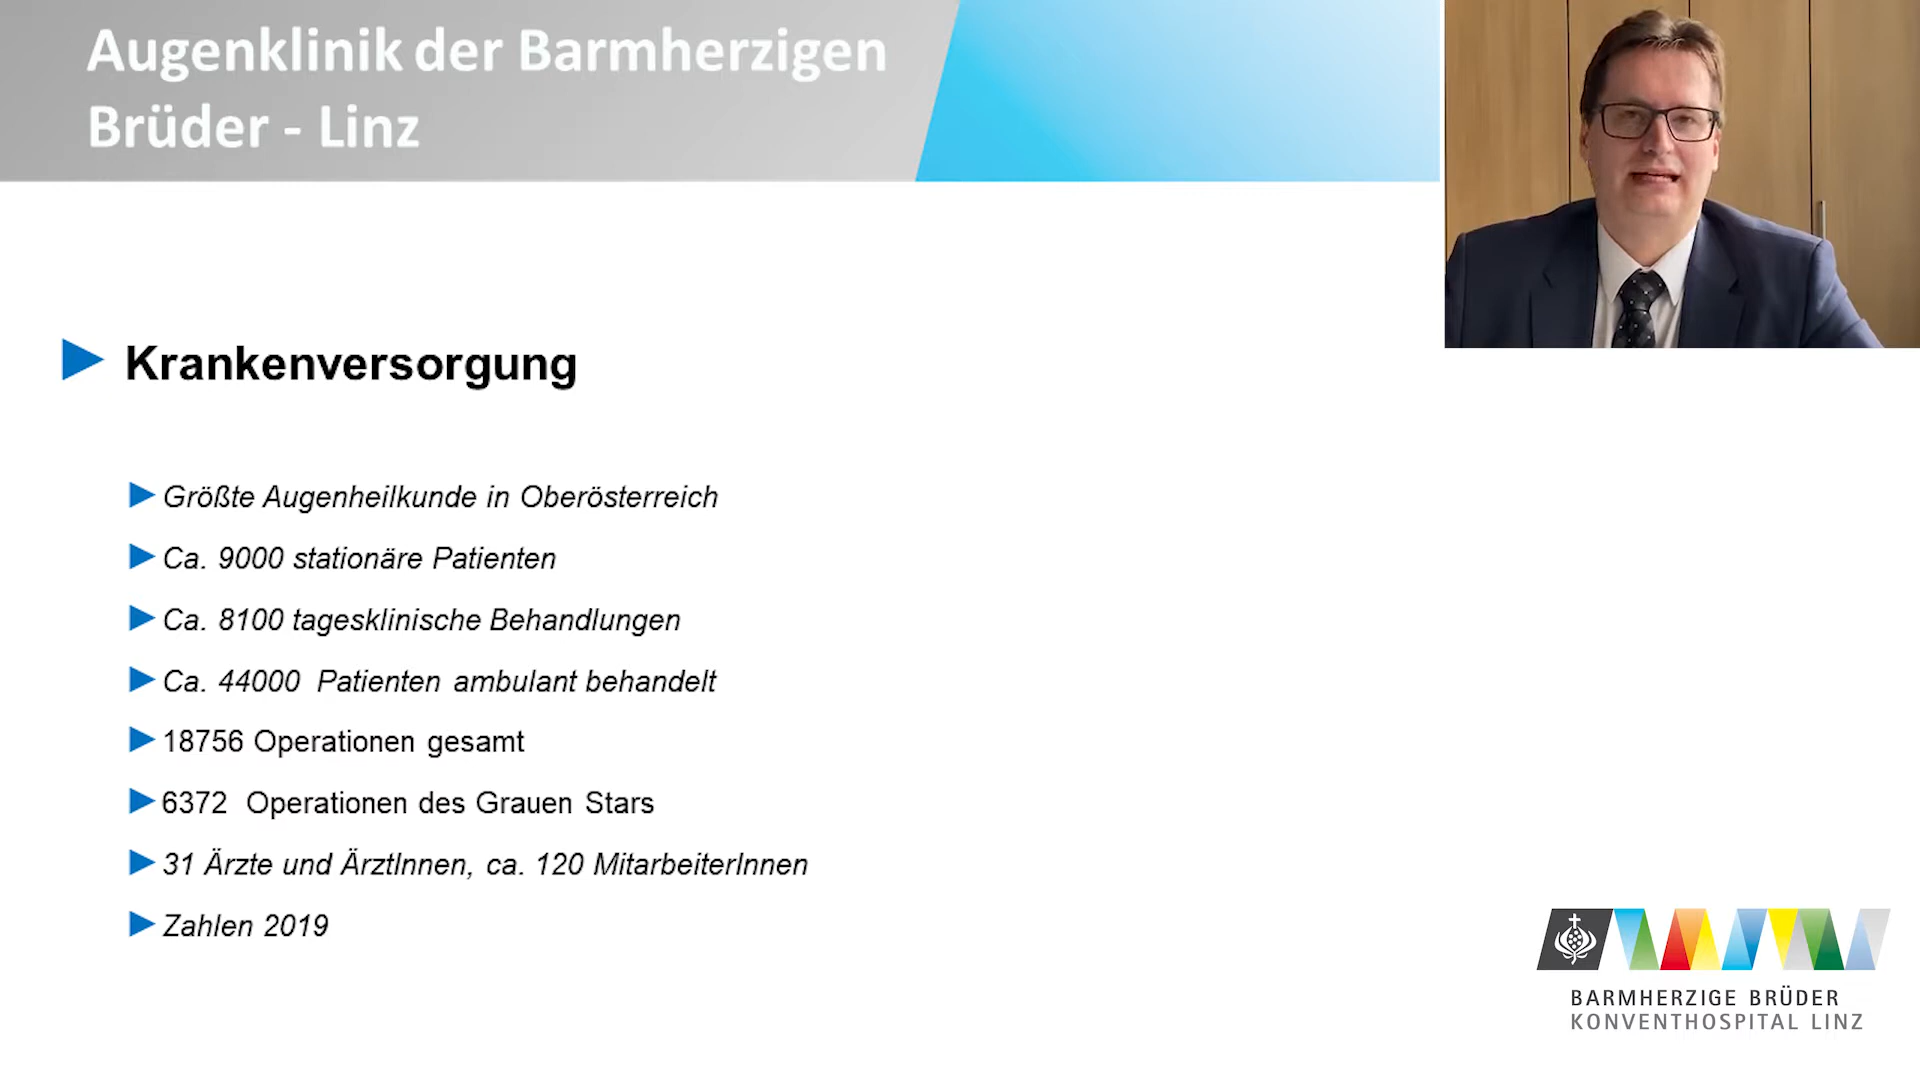 Augenklinik der Barmherzigen
Brüder - Linz
Krankenversorgung
Größte Augenheilkunde in Oberösterreich
Ca. 9000 stationäre Patienten
Ca. 8100 tagesklinische Behandlungen
Ca. 44000 Patienten ambulant behandelt
18756 Operationen gesamt
6372 Operationen des Grauen Stars
31 Ärzte und ÄrztInnen, ca. 120 MitarbeiterInnen
Zahlen 2019
BARMHERZIGE BRÜDER
KONVENTHOSPITAL LINZ